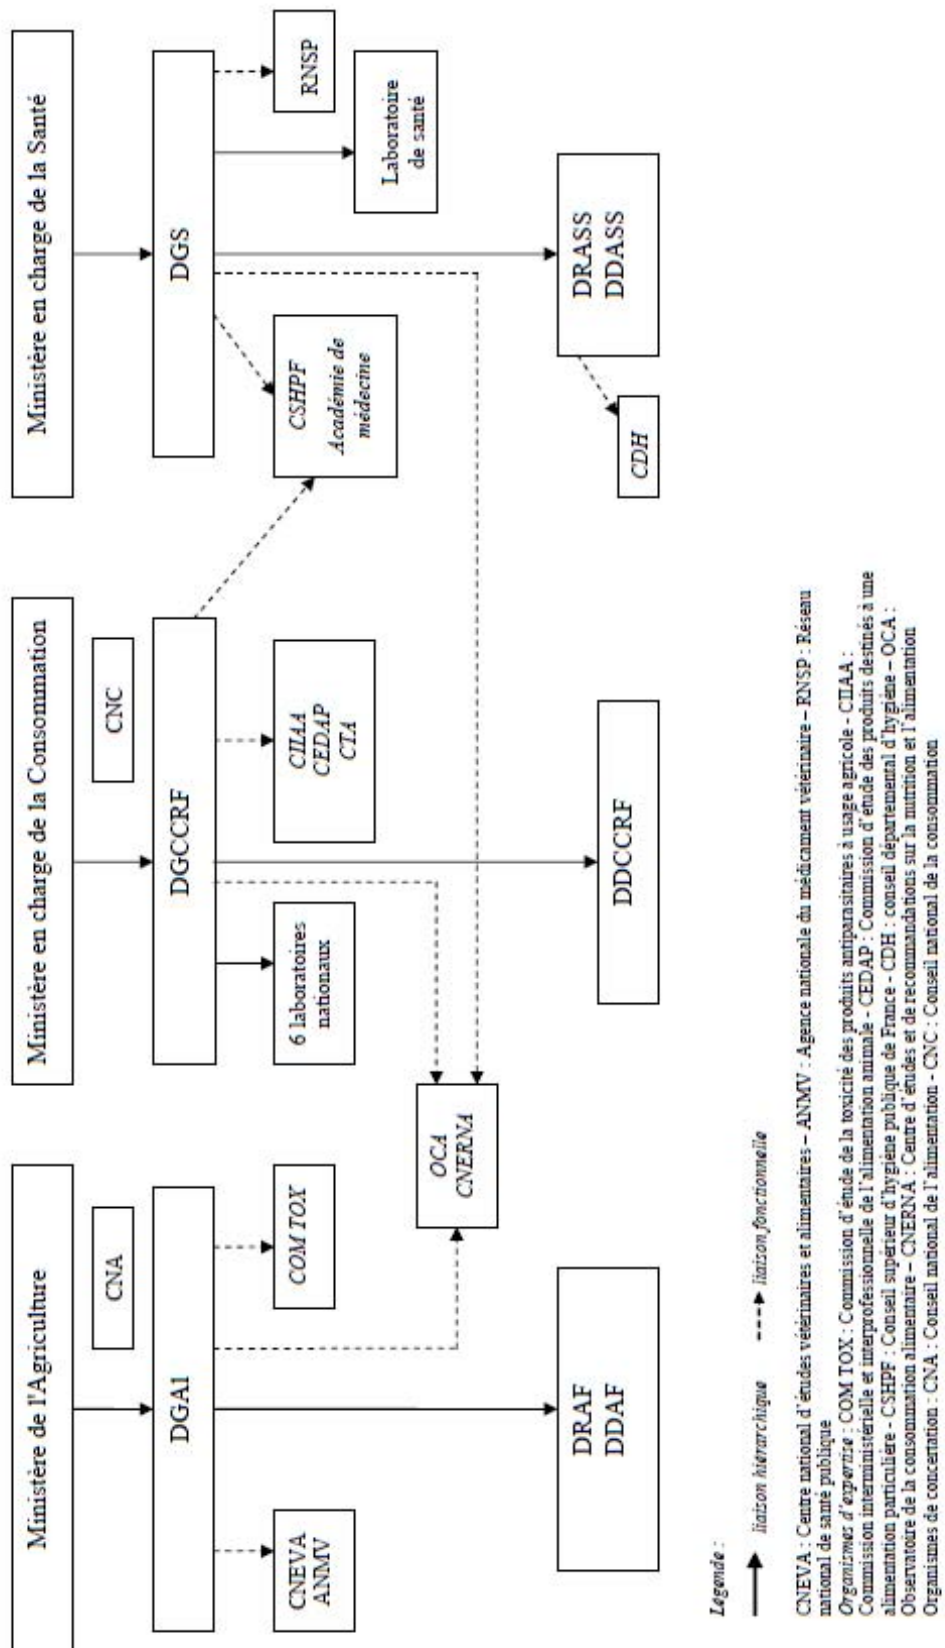 Ministère de l'Agriculture
Ministère en charge de la Consommation
Ministère en charge de la Santé
CNA
CNC
DGA1
DGCCRF
DGS
CNEVA
ANMV
COM TOX
6 laboratoires
nationaux
CIIAA
CEDAP
CTA
CSHPF
Académie de
médecine
RNSP
Laboratoire
de santé
OCA
CNERNA
DRAF
DDAF
DDCCRF
DRASS
DDASS
CDH
Légende :
liaison hiérarchique
liaison fonctionnelle
CNEVA : Centre national d'études vétérinaires et alimentaires – ANMV : Agence nationale du médicament vétérinaire – RNSP : Réseau
national de santé publique
Organismes d'expertise : COM TOX : Commission d'étude de la toxicité des produits antiparasitaires à usage agricole - CIIAA :
Commission interministérielle et interprofessionnelle de l'alimentation animale - CEDAP : Commission d'étude des produits destinés à une
alimentation particulière - CSHPF : Conseil supérieur d'hygiène publique de France - CDH : conseil départemental d'hygiène – OCA :
Observatoire de la consommation alimentaire – CNERNA : Centre d'études et de recommandations sur la nutrition et l'alimentation
Organismes de concertation : CNA : Conseil national de l'alimentation - CNC : Conseil national de la consommation